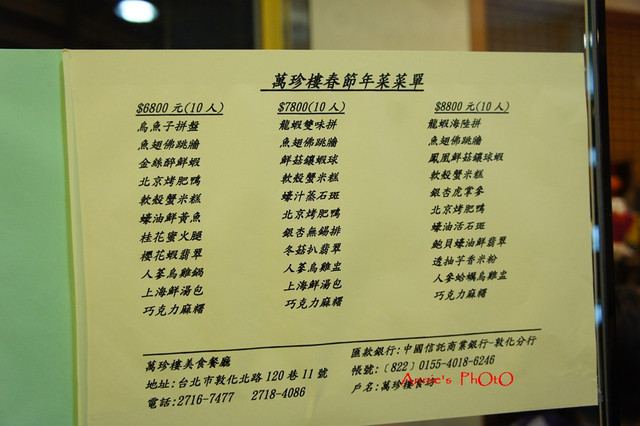 萬珍樓春節年菜菜單
$6800元(10人)
烏魚子拼盤
魚翅佛跳牆
金絲醉鮮蝦
北京烤肥鴨
軟殼蟹米糕
蠔油鮮黃魚
桂花蜜火腿
櫻花蝦翡翠
人蔘烏雞鍋
上海鮮湯包
巧克力麻糬
$7800(10人)
龍蝦雙味拼
魚翅佛跳牆
鮮菇鑲蝦球
軟殼蟹米糕
蠔汁蒸石斑
北京烤肥鴨
銀杏無錫排
冬菇扒翡翠
人蔘烏雞盅
上海鮮湯包
巧克力麻糬
$8800元(10人)
龍蝦海陸拼
魚翅佛跳牆
鳳凰鮮菇鑲球蝦
軟殼蟹米糕
銀杏虎掌蔘
北京烤肥鴨
蠔油活石斑
鮑貝蠔油鮮翡翠
透抽芋香米粉
人參蛤蠣烏雞盅
巧克力麻糬
萬珍樓美食餐廳
地址:台北市敦化北路120巷11號
電話:2716-7477 2718-4086
匯款銀行:中國信託商業銀行-敦化分行
帳號:〔822〕0155-4018-6246
戶名:萬珍樓食坊
Annie's PhOtO